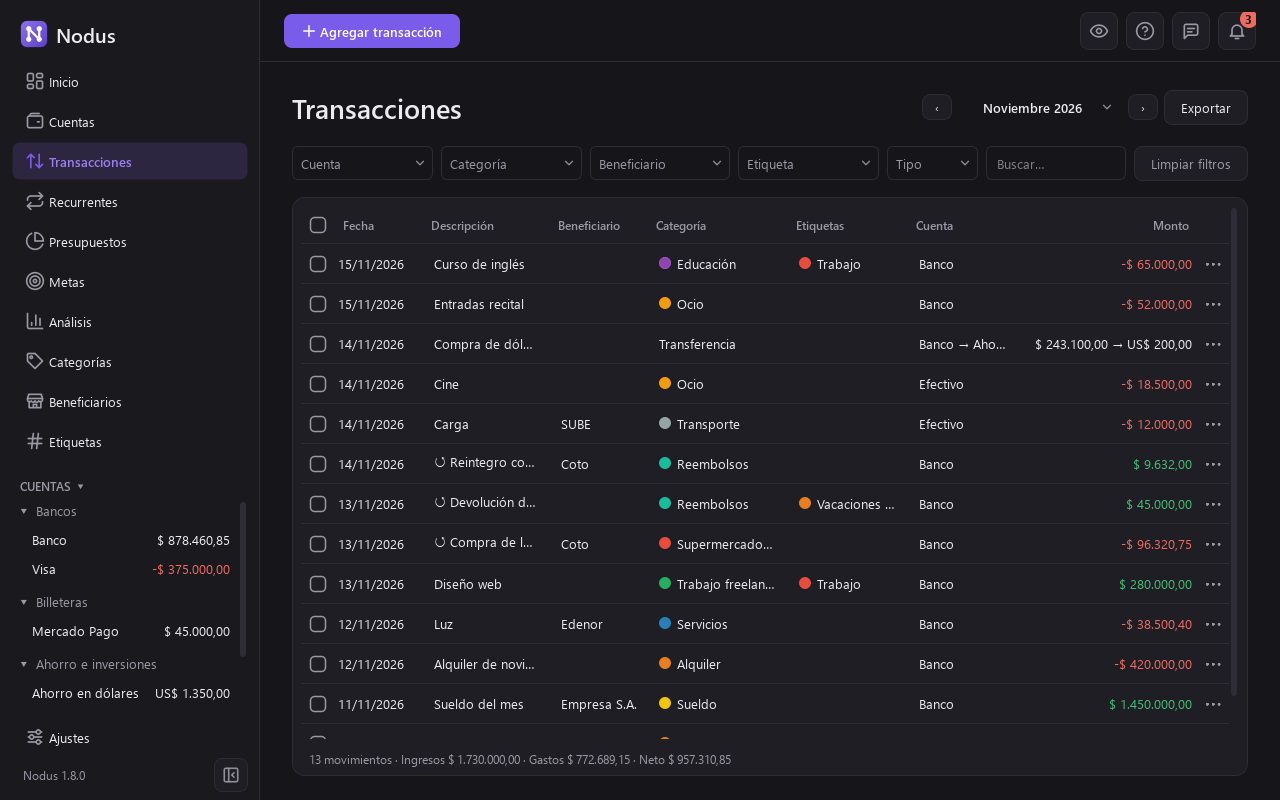 Nodus
Inicio
Cuentas
Transacciones
Recurrentes
Presupuestos
Metas
Análisis
Categorías
Beneficiarios
Etiquetas
CUENTAS
Bancos
Banco $ 878.460,85
Visa -$ 375.000,00
Billeteras
Mercado Pago $ 45.000,00
Ahorro e inversiones
Ahorro en dólares US$ 1.350,00
Ajustes
Nodus 1.8.0
Agregar transacción
3
Transacciones
‹ Noviembre 2026 › Exportar
Cuenta Categoría Beneficiario Etiqueta Tipo Buscar... Limpiar filtros
Fecha Descripción Beneficiario Categoría Etiquetas Cuenta Monto
15/11/2026 Curso de inglés Educación Trabajo Banco -$ 65.000,00
15/11/2026 Entradas recital Ocio Banco -$ 52.000,00
14/11/2026 Compra de dól... Transferencia Banco → Aho... $ 243.100,00 → US$ 200,00
14/11/2026 Cine Ocio Efectivo -$ 18.500,00
14/11/2026 Carga SUBE Transporte Efectivo -$ 12.000,00
14/11/2026 Reintegro co... Coto Reembolsos Banco $ 9.632,00
13/11/2026 Devolución d... Reembolsos Vacaciones ... Banco $ 45.000,00
13/11/2026 Compra de l... Coto Supermercado... Banco -$ 96.320,75
13/11/2026 Diseño web Trabajo freelan... Trabajo Banco $ 280.000,00
12/11/2026 Luz Edenor Servicios Banco -$ 38.500,40
12/11/2026 Alquiler de novi... Alquiler Banco -$ 420.000,00
11/11/2026 Sueldo del mes Empresa S.A. Sueldo Banco $ 1.450.000,00
13 movimientos · Ingresos $ 1.730.000,00 · Gastos $ 772.689,15 · Neto $ 957.310,85